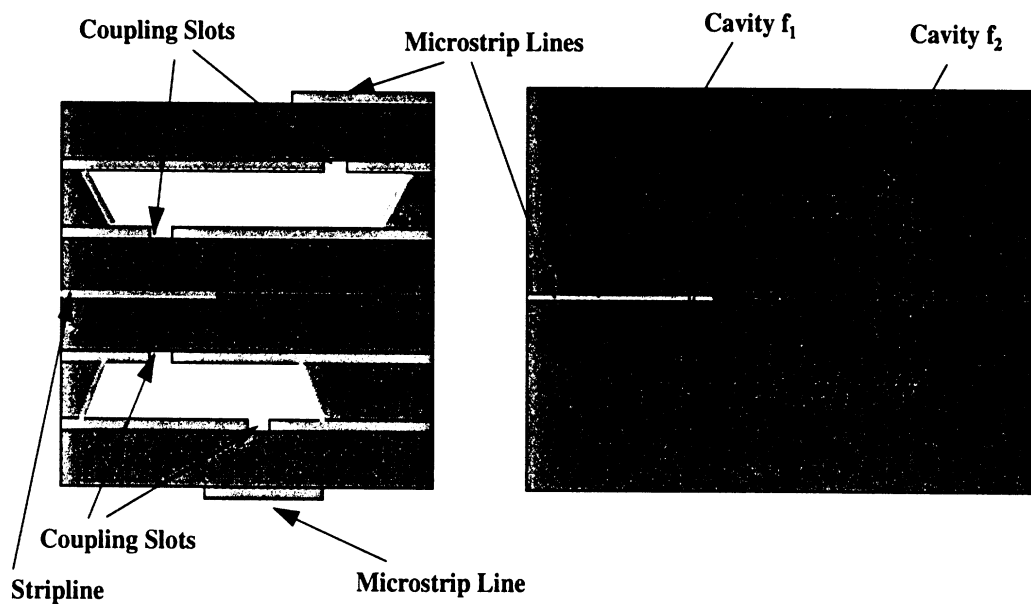 Coupling Slots
Microstrip Lines
Cavity f₁
Cavity f₂
Coupling Slots
Stripline
Microstrip Line